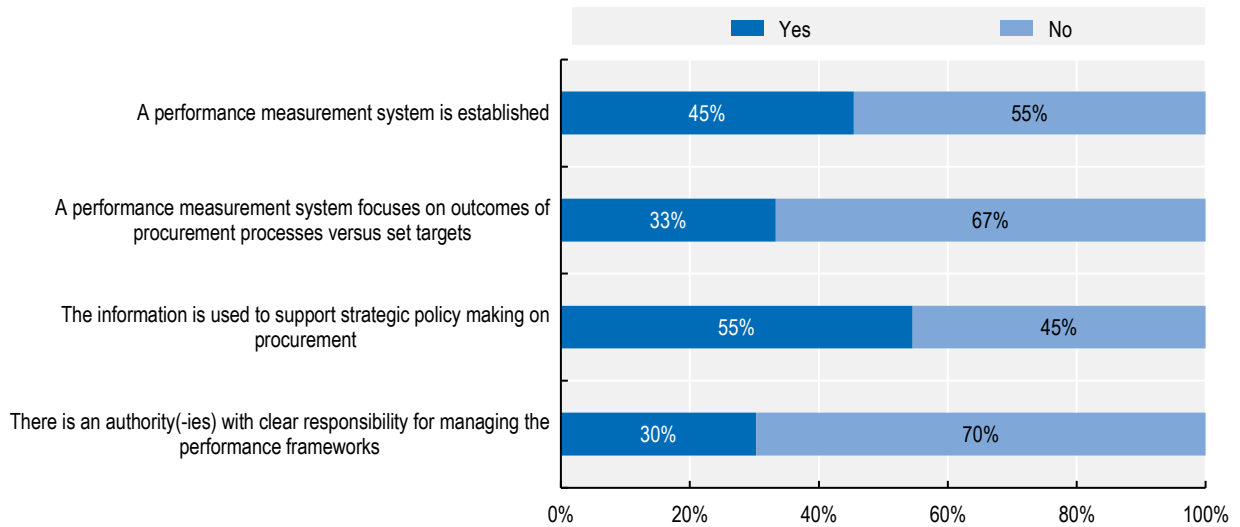 Yes No
A performance measurement system is established
45% 55%
A performance measurement system focuses on outcomes of
procurement processes versus set targets
33% 67%
The information is used to support strategic policy making on
procurement
55% 45%
There is an authority(-ies) with clear responsibility for managing the
performance frameworks
30% 70%
0% 20% 40% 60% 80% 100%